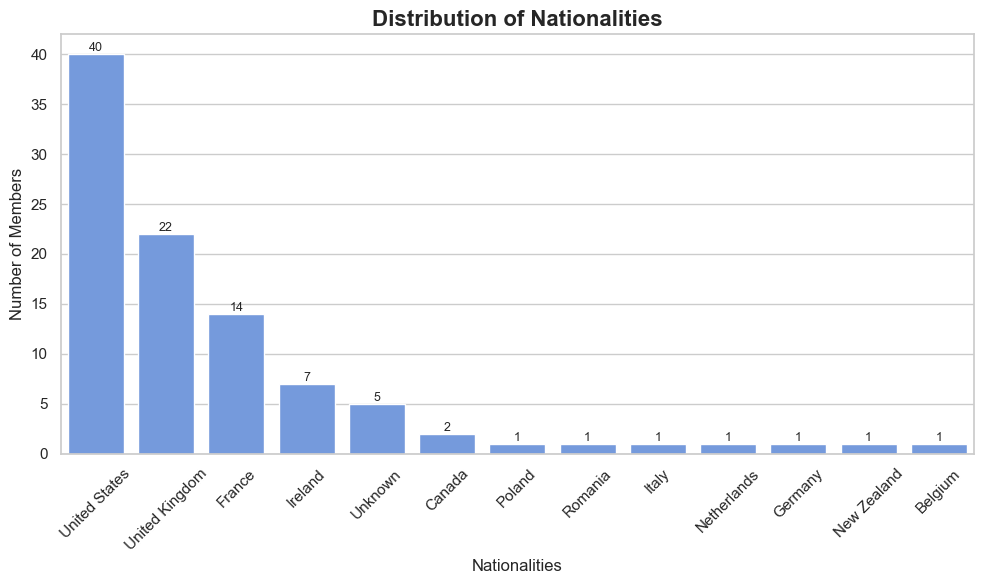 Distribution of Nationalities
Number of Members
40
35
30
25
20
15
10
5
0
40
22
14
7
5
2
1
1
1
1
1
1
1
United States
United Kingdom
France
Ireland
Unknown
Canada
Poland
Romania
Italy
Netherlands
Germany
New Zealand
Belgium
Nationalities